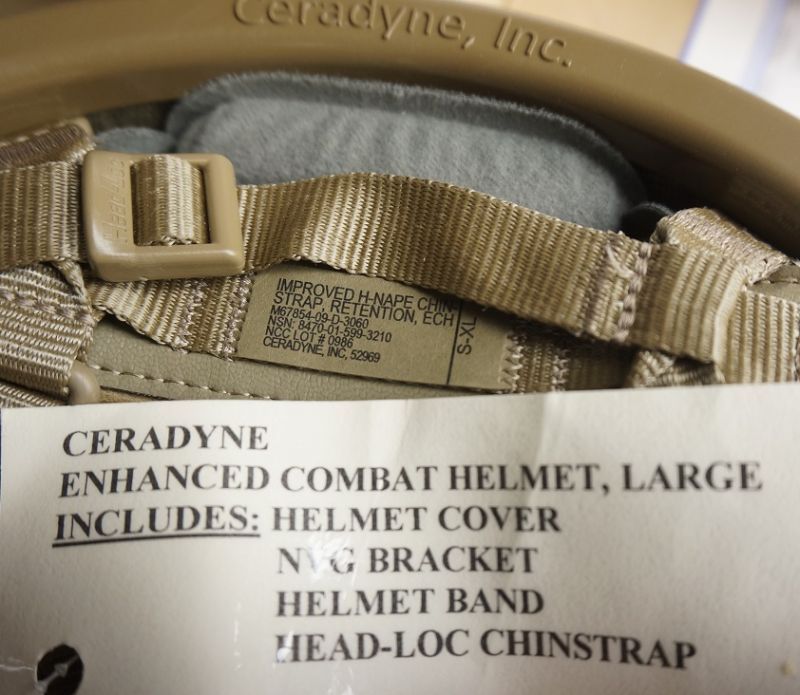 Ceradyne, Inc.
Head-Loc
IMPROVED H-NAPE CHIN-
STRAP, RETENTION, ECH
M67854-09-D-3060
NSN: 8470-01-599-3210
NCC LOT # 0986
CERADYNE, INC, 52969
S-XL
CERADYNE
ENHANCED COMBAT HELMET, LARGE
INCLUDES: HELMET COVER
NVG BRACKET
HELMET BAND
HEAD-LOC CHINSTRAP